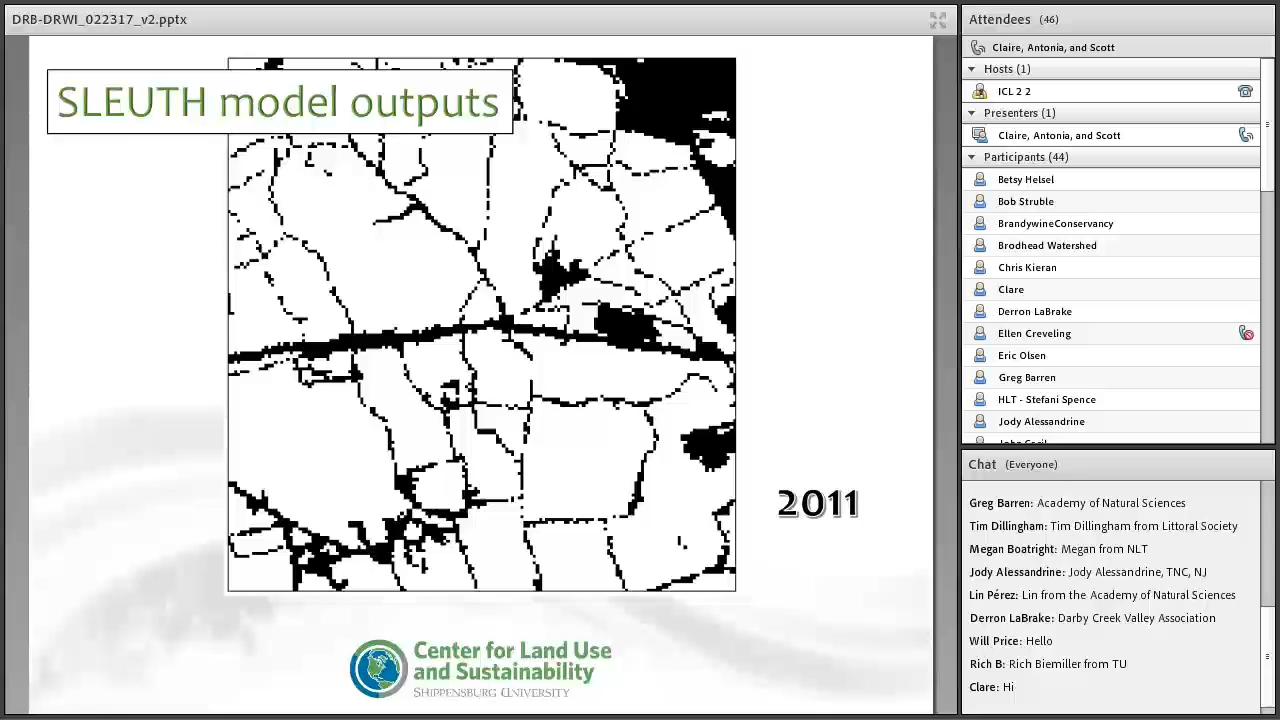 DRB-DRWI_022317_v2.pptx
SLEUTH model outputs
2011
Center for Land Use
and Sustainability
SHIPPENSBURG UNIVERSITY
Attendees (46)
Claire, Antonia, and Scott
Hosts (1)
ICL 2 2
Presenters (1)
Claire, Antonia, and Scott
Participants (44)
Betsy Helsel
Bob Struble
BrandywineConservancy
Brodhead Watershed
Chris Kieran
Clare
Derron LaBrake
Ellen Creveling
Eric Olsen
Greg Barren
HLT - Stefani Spence
Jody Alessandrine
Chat (Everyone)
Greg Barren: Academy of Natural Sciences
Tim Dillingham: Tim Dillingham from Littoral Society
Megan Boatright: Megan from NLT
Jody Alessandrine: Jody Alessandrine, TNC, NJ
Lin Pérez: Lin from the Academy of Natural Sciences
Derron LaBrake: Darby Creek Valley Association
Will Price: Hello
Rich B: Rich Biemiller from TU
Clare: Hi